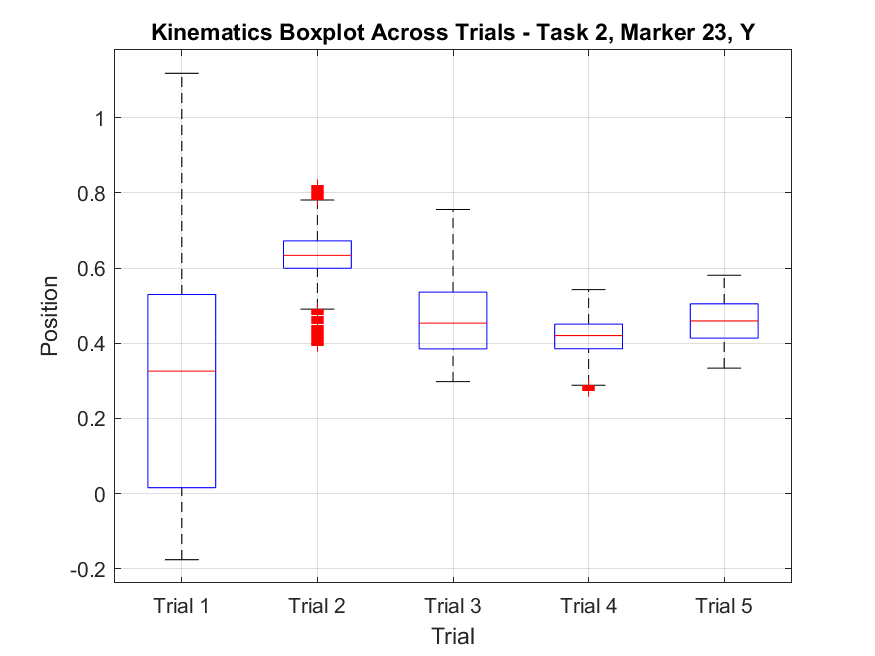 Kinematics Boxplot Across Trials - Task 2, Marker 23, Y
1
0.8
0.6
0.4
0.2
0
-0.2
Position
Trial 1 Trial 2 Trial 3 Trial 4 Trial 5
Trial